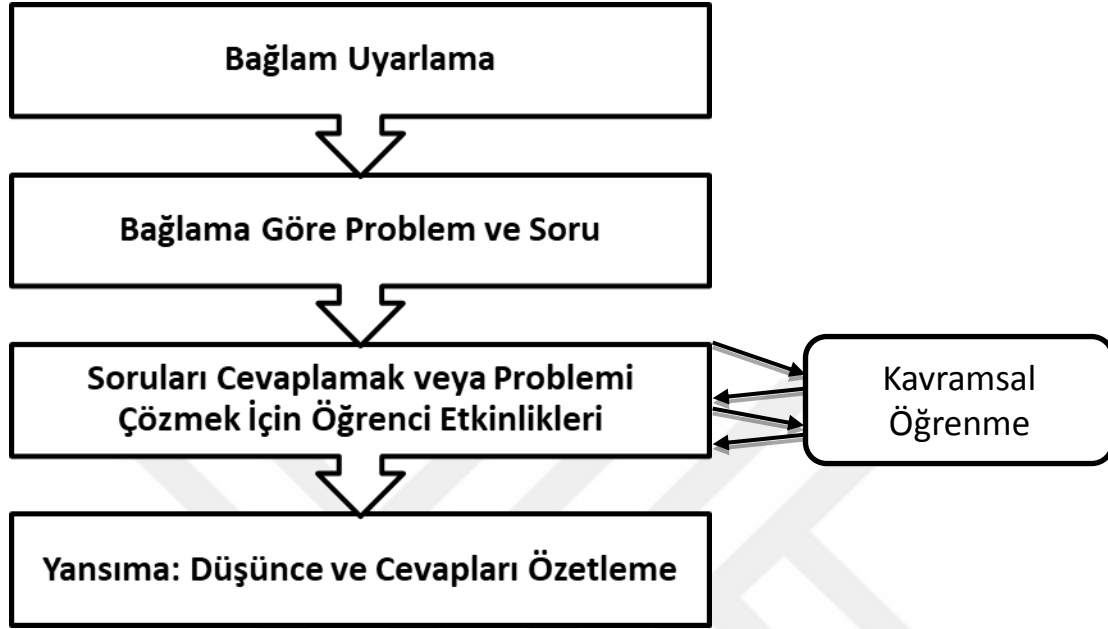 Bağlam Uyarlama
Bağlama Göre Problem ve Soru
Soruları Cevaplamak veya Problemi
Çözmek İçin Öğrenci Etkinlikleri
Kavramsal
Öğrenme
Yansıma: Düşünce ve Cevapları Özetleme